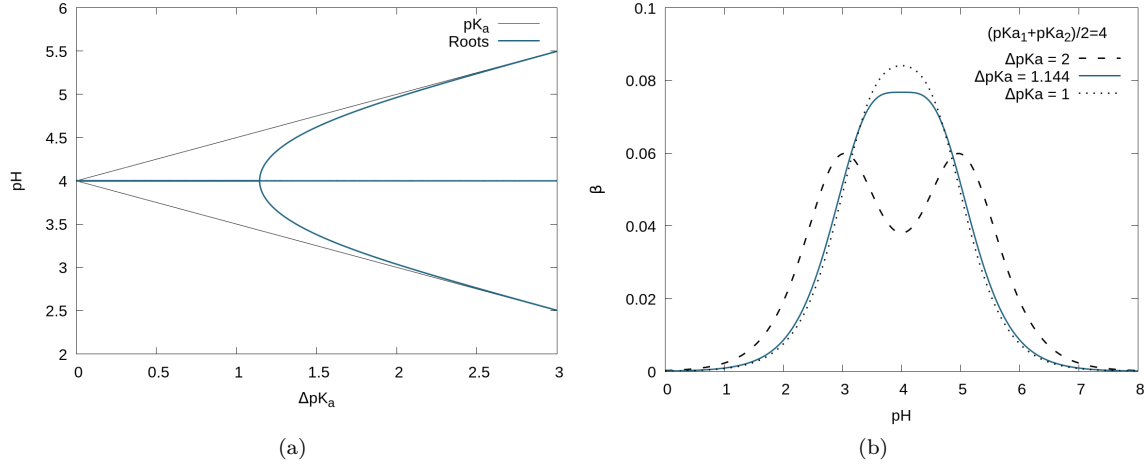 6
5.5
5
4.5
4
3.5
3
2.5
2
0 0.5 1 1.5 2 2.5 3
pH
ΔpKₐ
pKₐ
Roots
(a)
0.1
0.08
0.06
0.04
0.02
0
0 1 2 3 4 5 6 7 8
β
pH
(pKa₁+pKa₂)/2=4
ΔpKa = 2
ΔpKa = 1.144
ΔpKa = 1
(b)